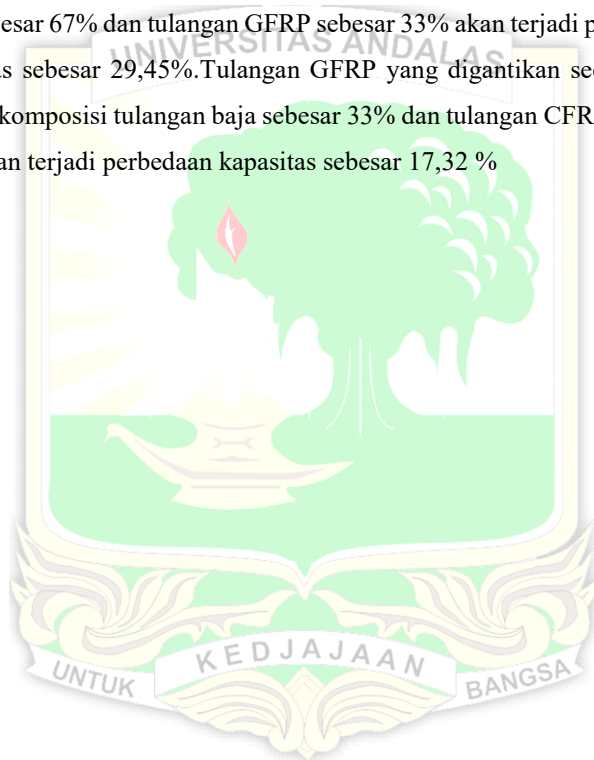 esar 67% dan tulangan GFRP sebesar 33% akan terjadi p
UNIVERSITAS ANDALAS
as sebesar 29,45%.Tulangan GFRP yang digantikan se
komposisi tulangan baja sebesar 33% dan tulangan CFR
an terjadi perbedaan kapasitas sebesar 17,32 %
KEDJAJAAN
UNTUK
BANGSA